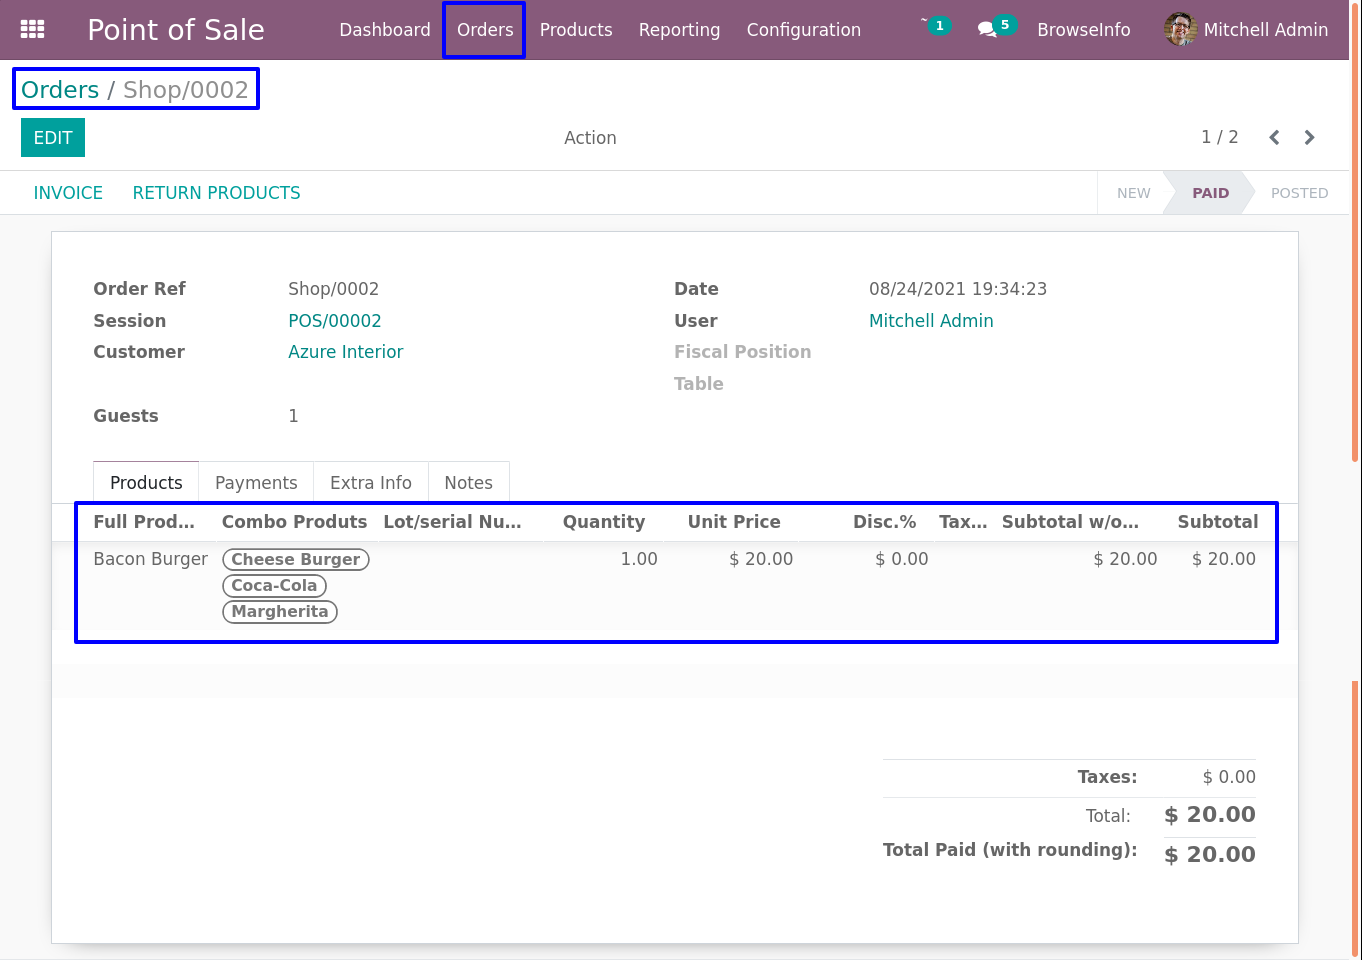 Point of Sale Dashboard Orders Products Reporting Configuration 1 5 BrowseInfo Mitchell Admin
Orders / Shop/0002
EDIT Action 1 / 2
INVOICE RETURN PRODUCTS NEW PAID POSTED
Order Ref Shop/0002 Date 08/24/2021 19:34:23
Session POS/00002 User Mitchell Admin
Customer Azure Interior Fiscal Position
Table
Guests 1
Products Payments Extra Info Notes
Full Prod... Combo Produts Lot/serial Nu... Quantity Unit Price Disc.% Tax... Subtotal w/o... Subtotal
Bacon Burger Cheese Burger 1.00 $ 20.00 $ 0.00 $ 20.00 $ 20.00
Coca-Cola
Margherita
Taxes: $ 0.00
Total: $ 20.00
Total Paid (with rounding): $ 20.00